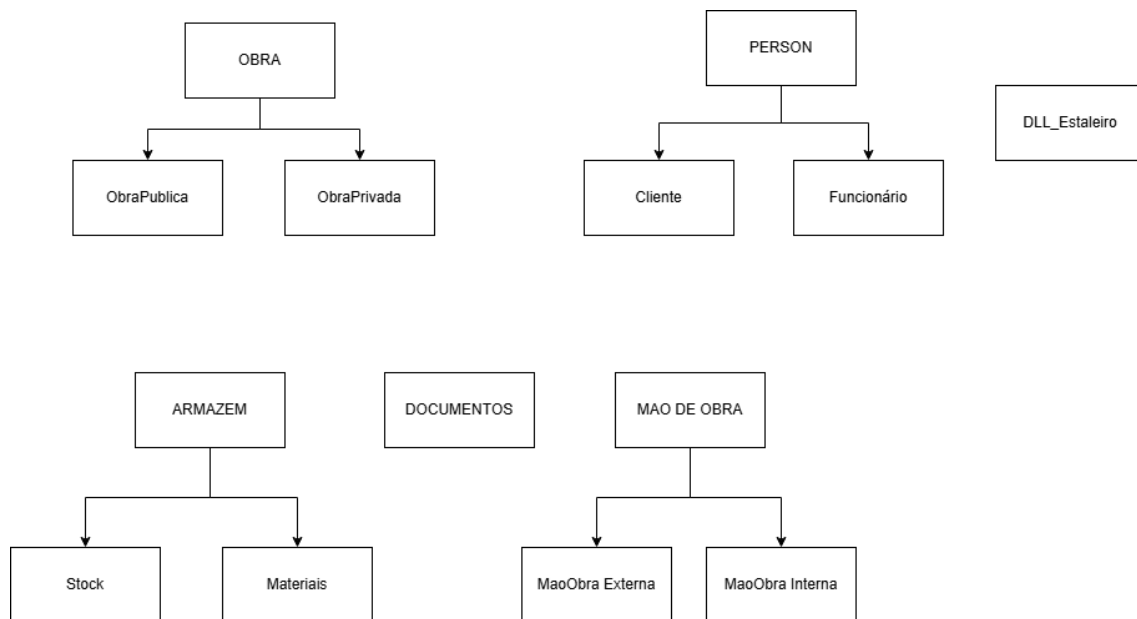 OBRA
PERSON
DLL_Estaleiro
ObraPublica
ObraPrivada
Cliente
Funcionário
ARMAZEM
DOCUMENTOS
MAO DE OBRA
Stock
Materiais
MaoObra Externa
MaoObra Interna